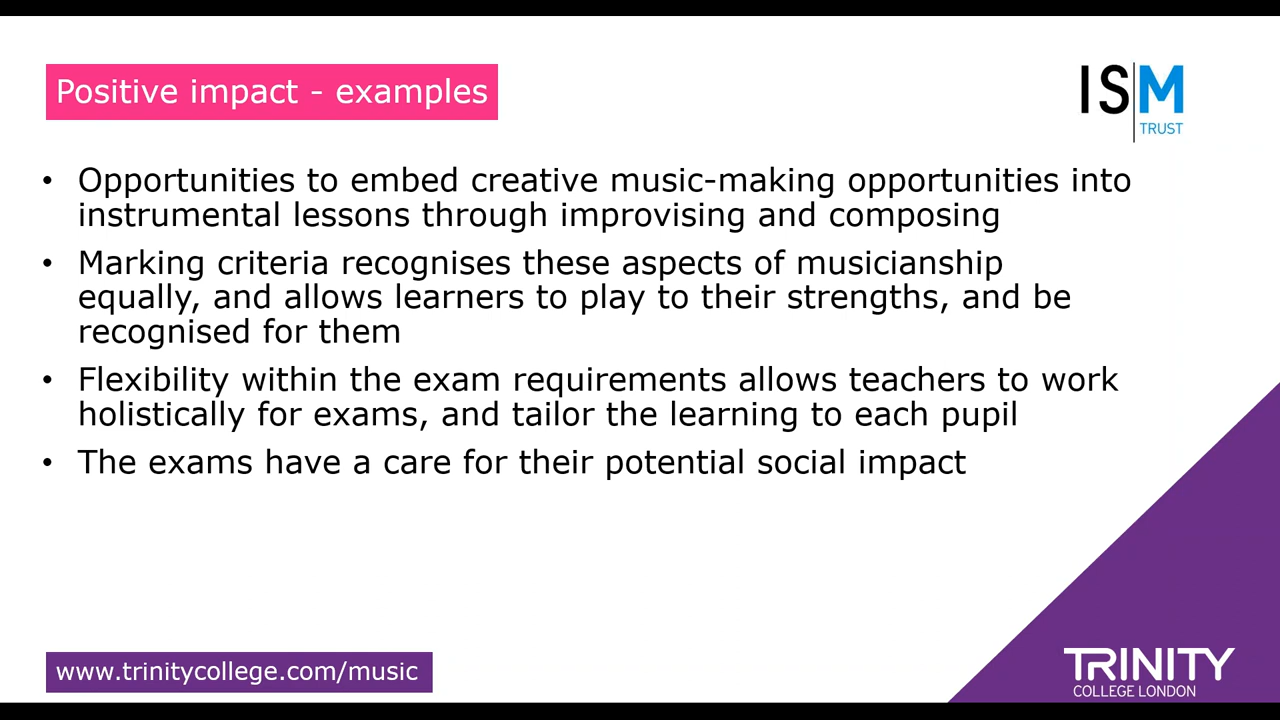 Positive impact - examples
ISM
TRUST
• Opportunities to embed creative music-making opportunities into
instrumental lessons through improvising and composing
• Marking criteria recognises these aspects of musicianship
equally, and allows learners to play to their strengths, and be
recognised for them
• Flexibility within the exam requirements allows teachers to work
holistically for exams, and tailor the learning to each pupil
• The exams have a care for their potential social impact
www.trinitycollege.com/music
TRINITY
COLLEGE LONDON